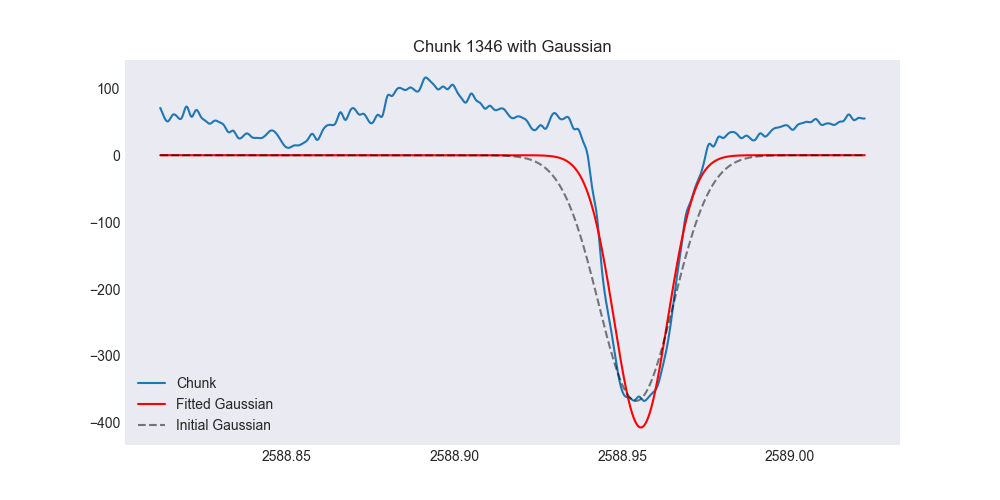 Chunk 1346 with Gaussian
100
0
−100
−200
−300
−400
Chunk
Fitted Gaussian
Initial Gaussian
2588.85 2588.90 2588.95 2589.00